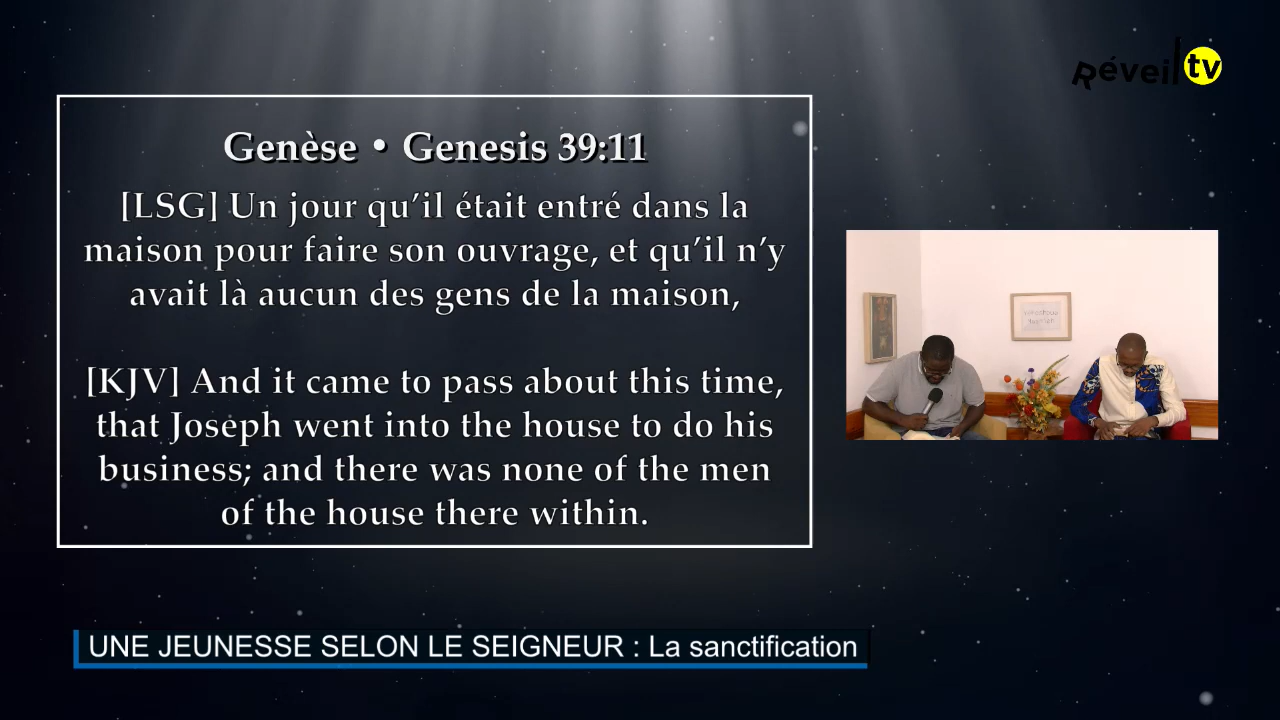 Réveil tv
Genèse • Genesis 39:11
[LSG] Un jour qu’il était entré dans la
maison pour faire son ouvrage, et qu’il n’y
avait là aucun des gens de la maison,
[KJV] And it came to pass about this time,
that Joseph went into the house to do his
business; and there was none of the men
of the house there within.
UNE JEUNESSE SELON LE SEIGNEUR : La sanctification